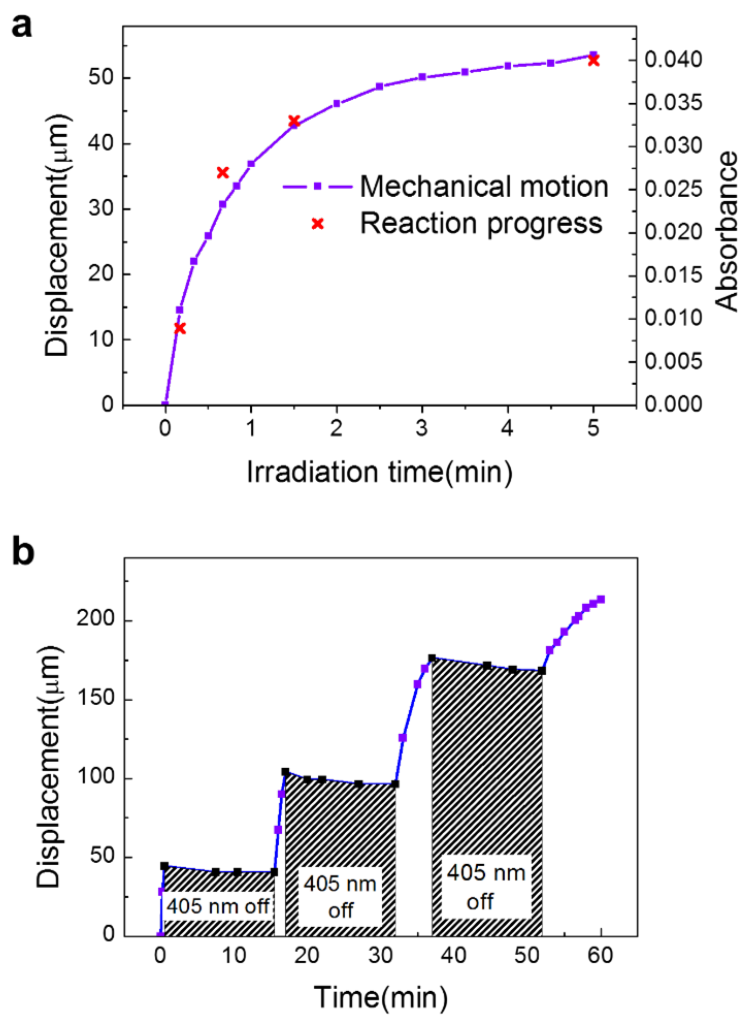 a
50
40
30
20
10
0
Displacement(μm)
0.040
0.035
0.030
0.025
0.020
0.015
0.010
0.005
0.000
Absorbance
Mechanical motion
Reaction progress
0 1 2 3 4 5
Irradiation time(min)
b
200
150
100
50
0
Displacement(μm)
405 nm off
405 nm
off
405 nm
off
0 10 20 30 40 50 60
Time(min)